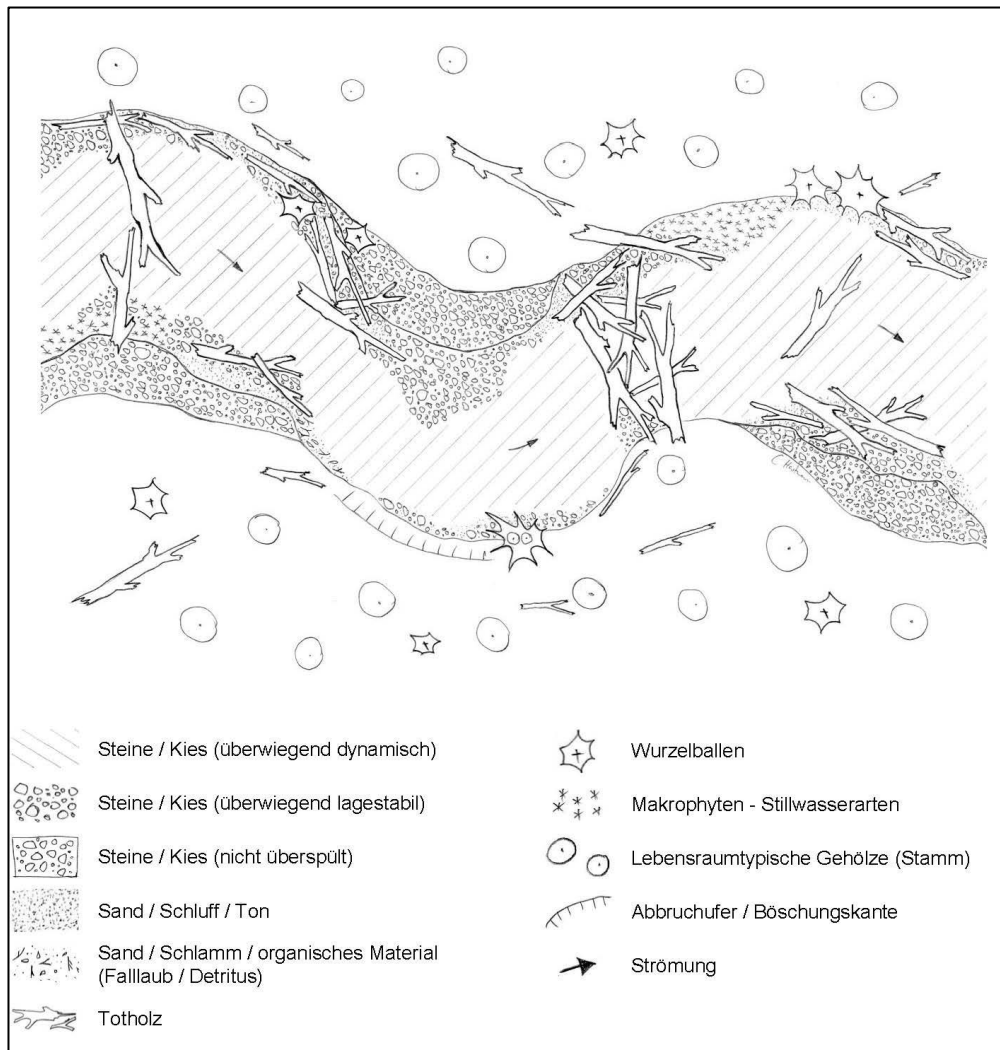 Steine / Kies (überwiegend dynamisch)
Steine / Kies (überwiegend lagestabil)
Steine / Kies (nicht überspült)
Sand / Schluff / Ton
Sand / Schlamm / organisches Material
(Falllaub / Detritus)
Totholz
Wurzelballen
Makrophyten - Stillwasserarten
Lebensraumtypische Gehölze (Stamm)
Abbruchufer / Böschungskante
Strömung